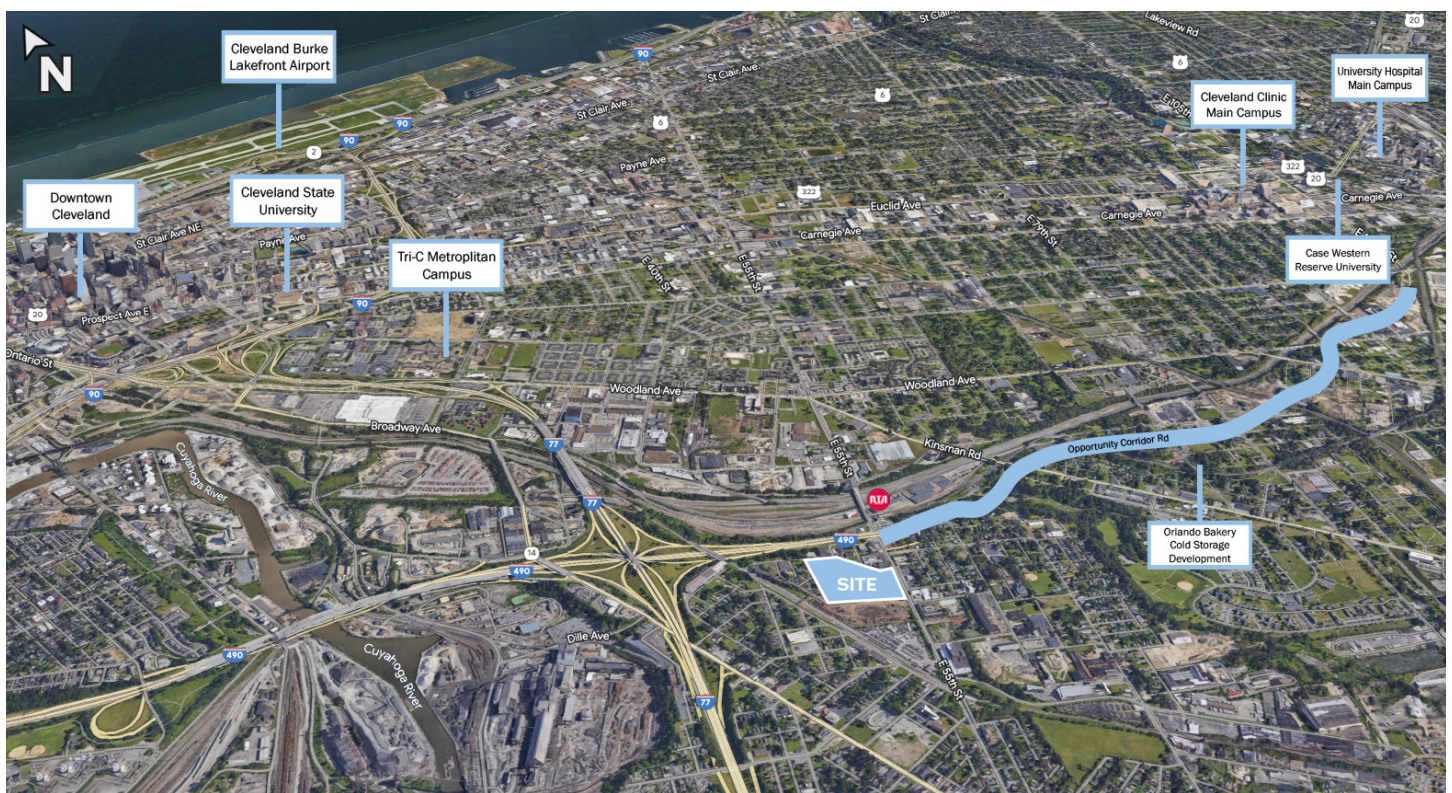 N
Cleveland Burke
Lakefront Airport
Downtown
Cleveland
Cleveland State
University
Tri-C Metroplitan
Campus
Cleveland Clinic
Main Campus
University Hospital
Main Campus
Case Western
Reserve University
Orlando Bakery
Cold Storage
Development
Opportunity Corridor Rd
SITE
RTA
St Clair Ave.
St Clair Ave.
St Clair Ave NE
Lakeview Rd
Payne Ave
Payne Ave
Euclid Ave
Carnegie Ave
Carnegie Ave
Carnegie Ave
E 105th
E 79th St
E 55th St
E 40th St
Prospect Ave E
Ontario St
Woodland Ave
Woodland Ave
Broadway Ave
Kinsman Rd
E 55th St
E 55th St
Dille Ave
Cuyahoga River
Cuyahoga River
90
90
90
90
90
2
6
6
6
20
20
20
322
322
77
77
77
14
490
490
490